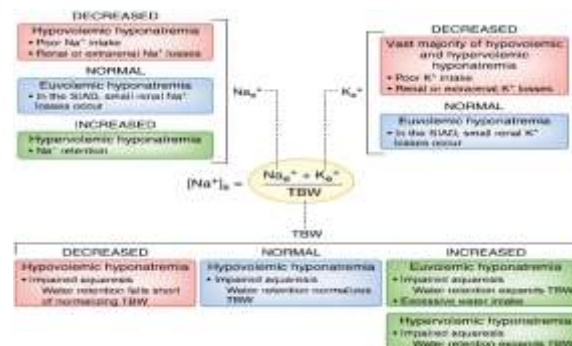 DECREASED
Hypovolemic hyponatremia
• Poor Na⁺ intake
• Renal or extrarenal Na⁺ losses
NORMAL
Euvolemic hyponatremia
• In the SIAD, small renal Na⁺
losses occur
INCREASED
Hypervolemic hyponatremia
• Na⁺ retention
Naₑ⁺
Kₑ⁺
DECREASED
Vast majority of hypovolemic
and hypervolemic
hyponatremia
• Poor K⁺ intake
• Renal or extrarenal K⁺ losses
NORMAL
Euvolemic hyponatremia
• In the SIAD, small renal K⁺
losses occur
[Na⁺]ₛ = Naₑ⁺ + Kₑ⁺
TBW
TBW
DECREASED
Hypovolemic hyponatremia
• Impaired aquaresis
Water retention falls short
of normalizing TBW
NORMAL
Hypovolemic hyponatremia
• Impaired aquaresis
Water retention normalizes
TBW
INCREASED
Euvolemic hyponatremia
• Impaired aquaresis
Water retention expands TBW
• Excessive water intake
Hypervolemic hyponatremia
• Impaired aquaresis
Water retention expands TBW